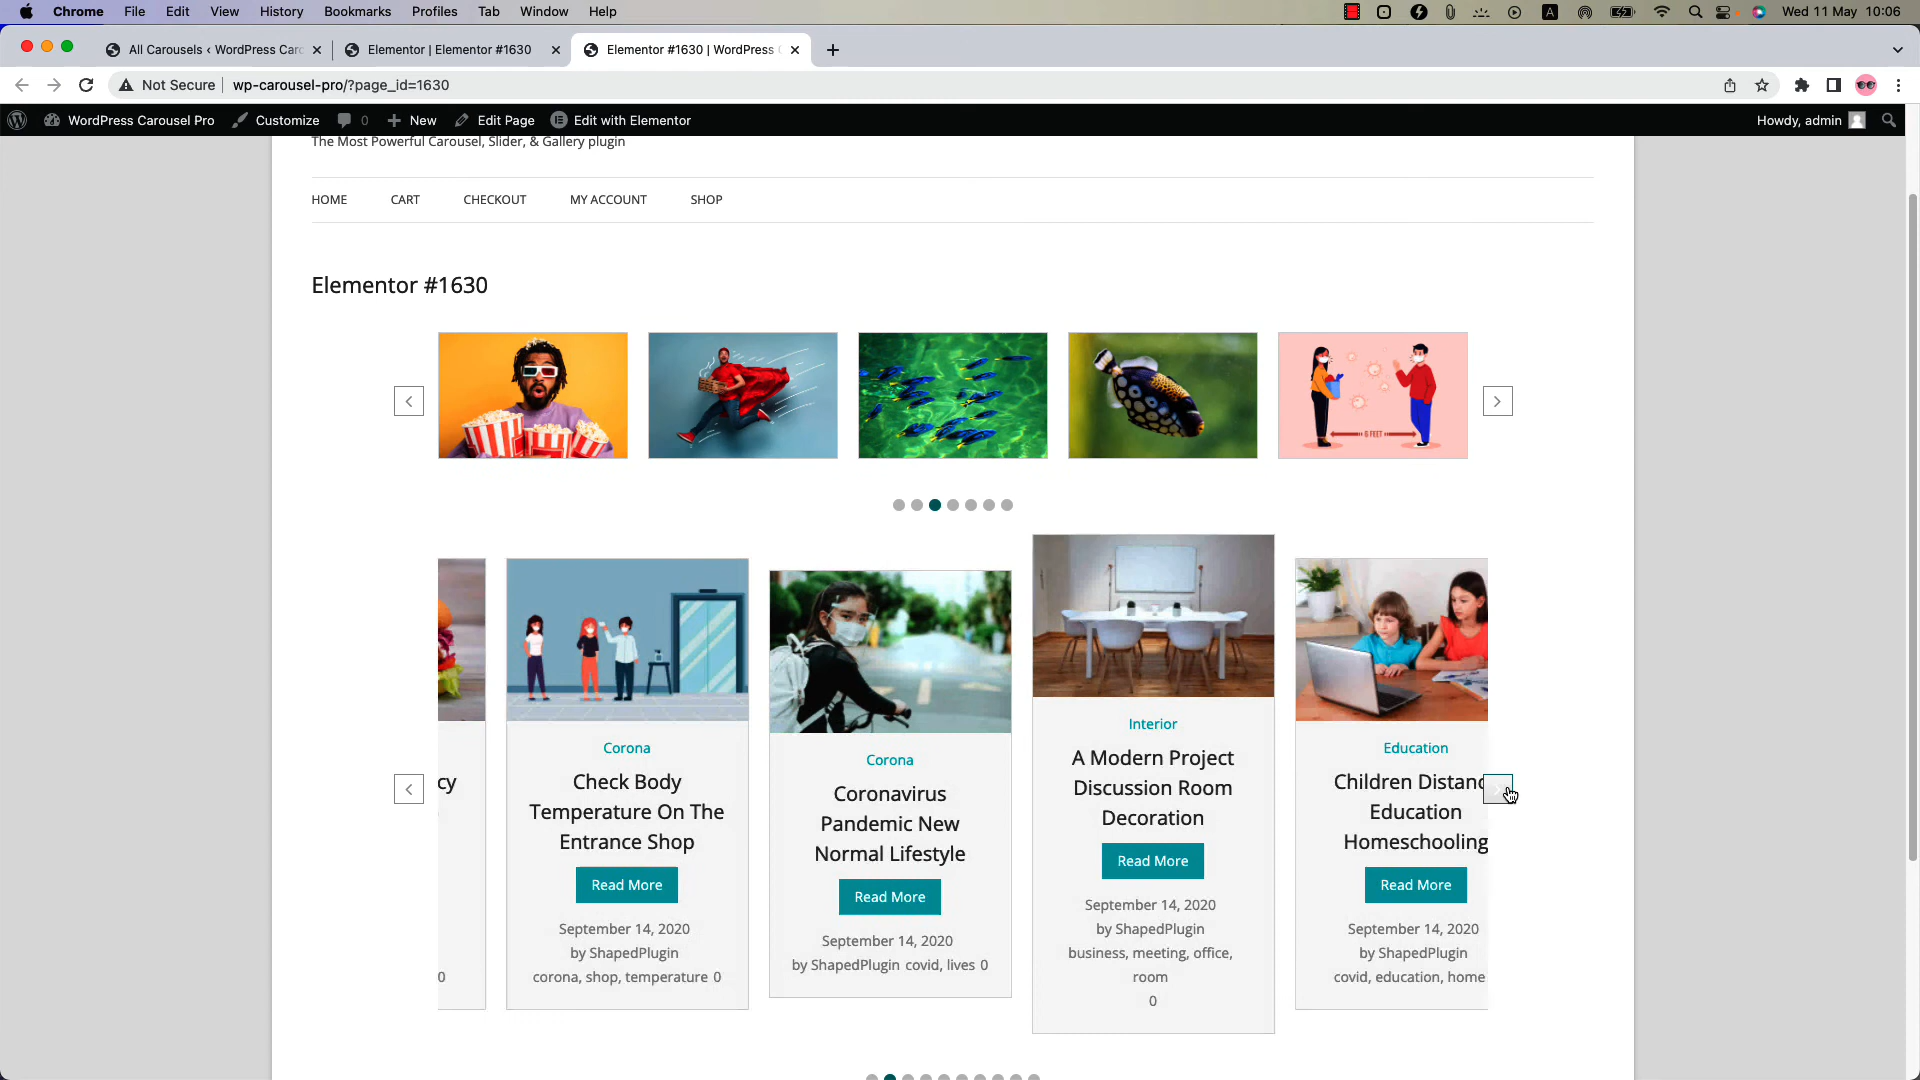 Chrome File Edit View History Bookmarks Profiles Tab Window Help
A Wed 11 May 10:06
All Carousels ‹ WordPress Car
Elementor | Elementor #1630
Elementor #1630 | WordPress
Not Secure wp-carousel-pro/?page_id=1630
WordPress Carousel Pro Customize 0 New Edit Page Edit with Elementor Howdy, admin
The Most Powerful Carousel, Slider, & Gallery plugin
HOME CART CHECKOUT MY ACCOUNT SHOP
Elementor #1630
6 FEET
cy
0
Corona
Check Body
Temperature On The
Entrance Shop
Read More
September 14, 2020
by ShapedPlugin
corona, shop, temperature 0
Corona
Coronavirus
Pandemic New
Normal Lifestyle
Read More
September 14, 2020
by ShapedPlugin covid, lives 0
Interior
A Modern Project
Discussion Room
Decoration
Read More
September 14, 2020
by ShapedPlugin
business, meeting, office,
room
0
Education
Children Distanc
Education
Homeschooling
Read More
September 14, 2020
by ShapedPlugin
covid, education, home